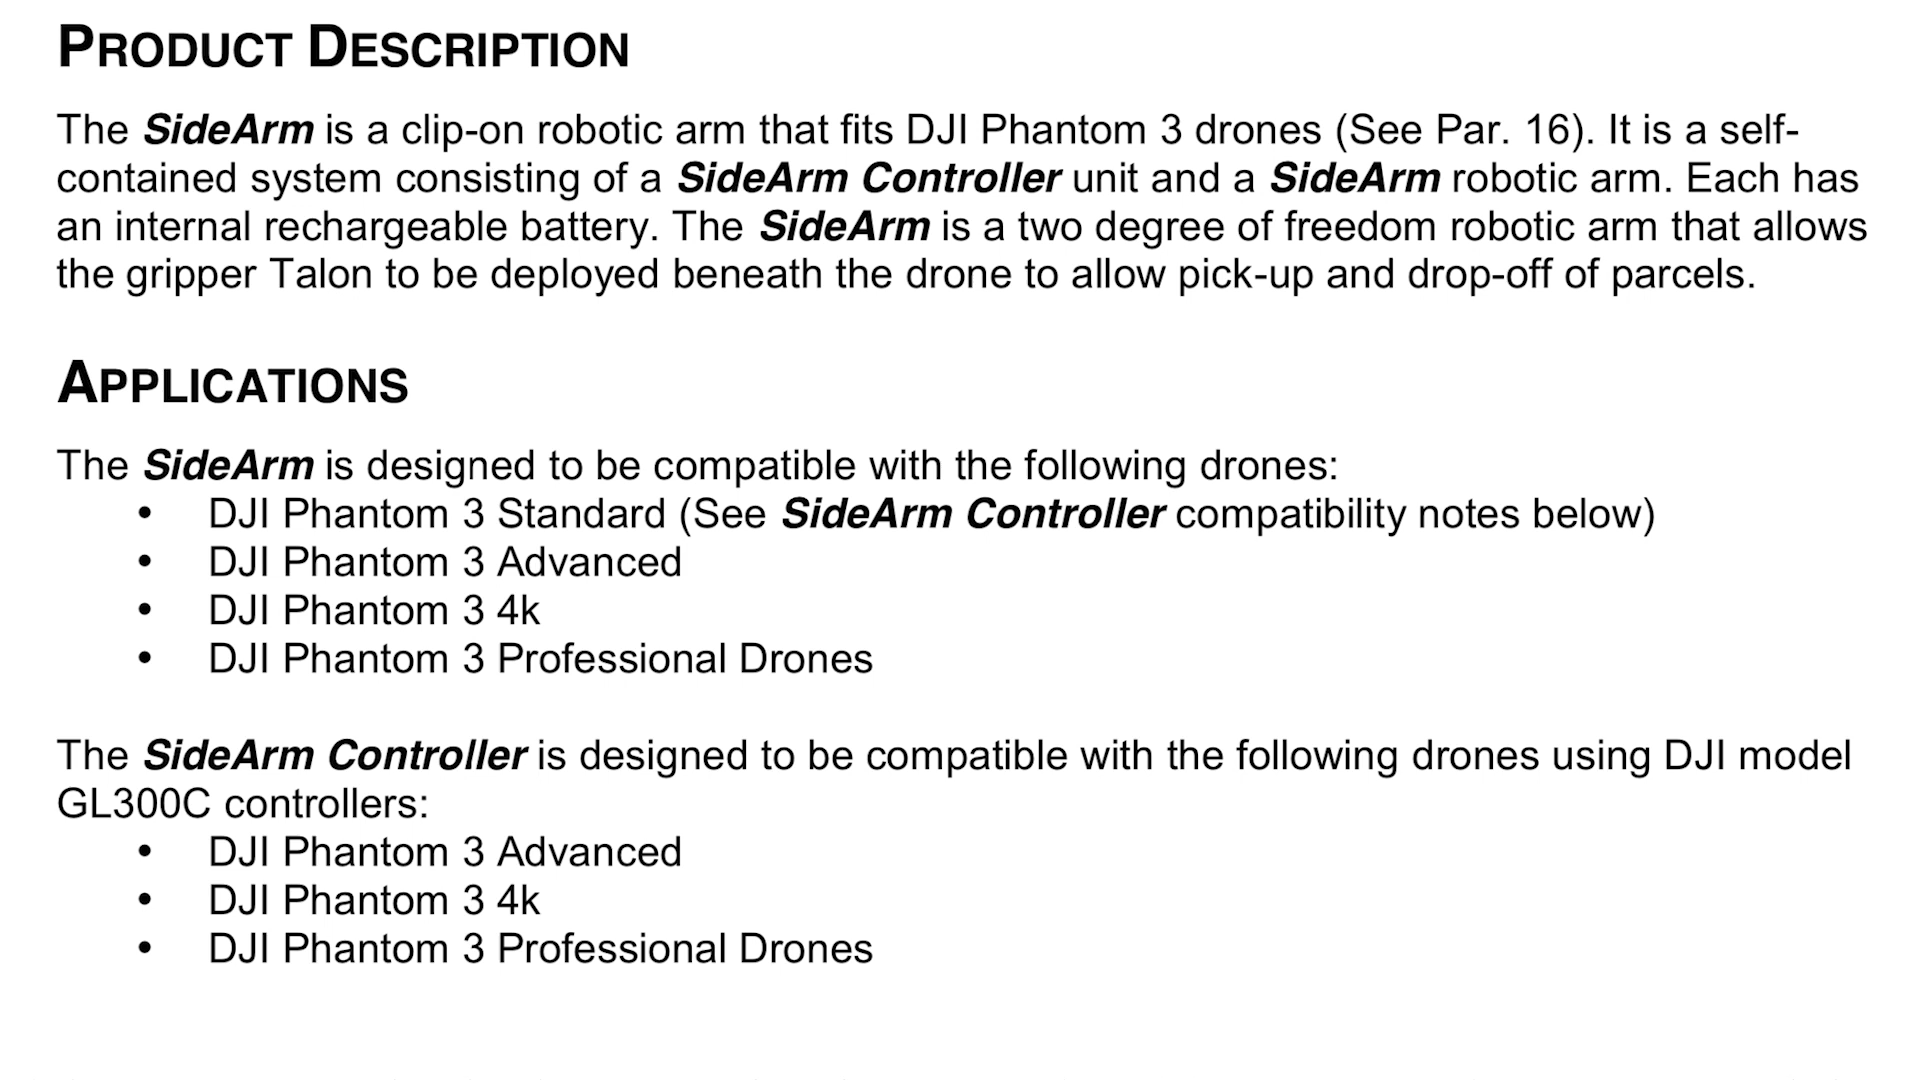 PRODUCT DESCRIPTION
The SideArm is a clip-on robotic arm that fits DJI Phantom 3 drones (See Par. 16). It is a self-
contained system consisting of a SideArm Controller unit and a SideArm robotic arm. Each has
an internal rechargeable battery. The SideArm is a two degree of freedom robotic arm that allows
the gripper Talon to be deployed beneath the drone to allow pick-up and drop-off of parcels.
APPLICATIONS
The SideArm is designed to be compatible with the following drones:
• DJI Phantom 3 Standard (See SideArm Controller compatibility notes below)
• DJI Phantom 3 Advanced
• DJI Phantom 3 4k
• DJI Phantom 3 Professional Drones
The SideArm Controller is designed to be compatible with the following drones using DJI model
GL300C controllers:
• DJI Phantom 3 Advanced
• DJI Phantom 3 4k
• DJI Phantom 3 Professional Drones